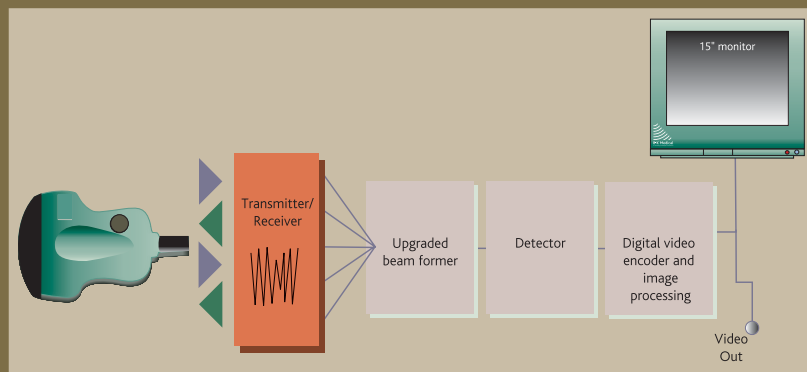 15" monitor
Transmitter/
Receiver
Upgraded
beam former
Detector
Digital video
encoder and
image
processing
Video
Out